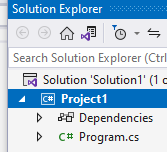 Solution Explorer
Search Solution Explorer (Ctrl
Solution 'Solution1' (1 o
C# Project1
Dependencies
C# Program.cs